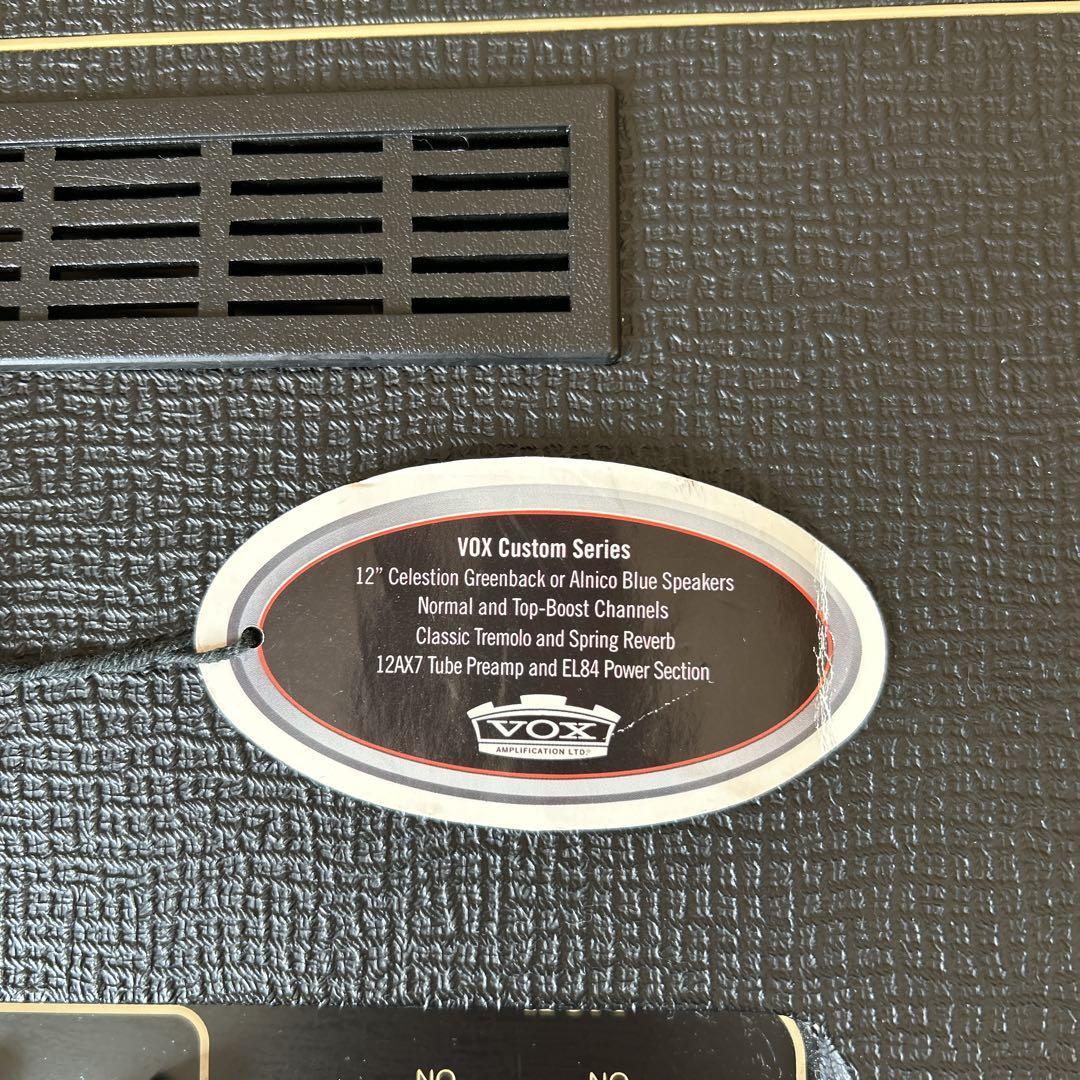 VOX Custom Series
12” Celestion Greenback or Alnico Blue Speakers
Normal and Top-Boost Channels
Classic Tremolo and Spring Reverb
12AX7 Tube Preamp and EL84 Power Section
VOX
AMPLIFICATION LTD.®
NO NO